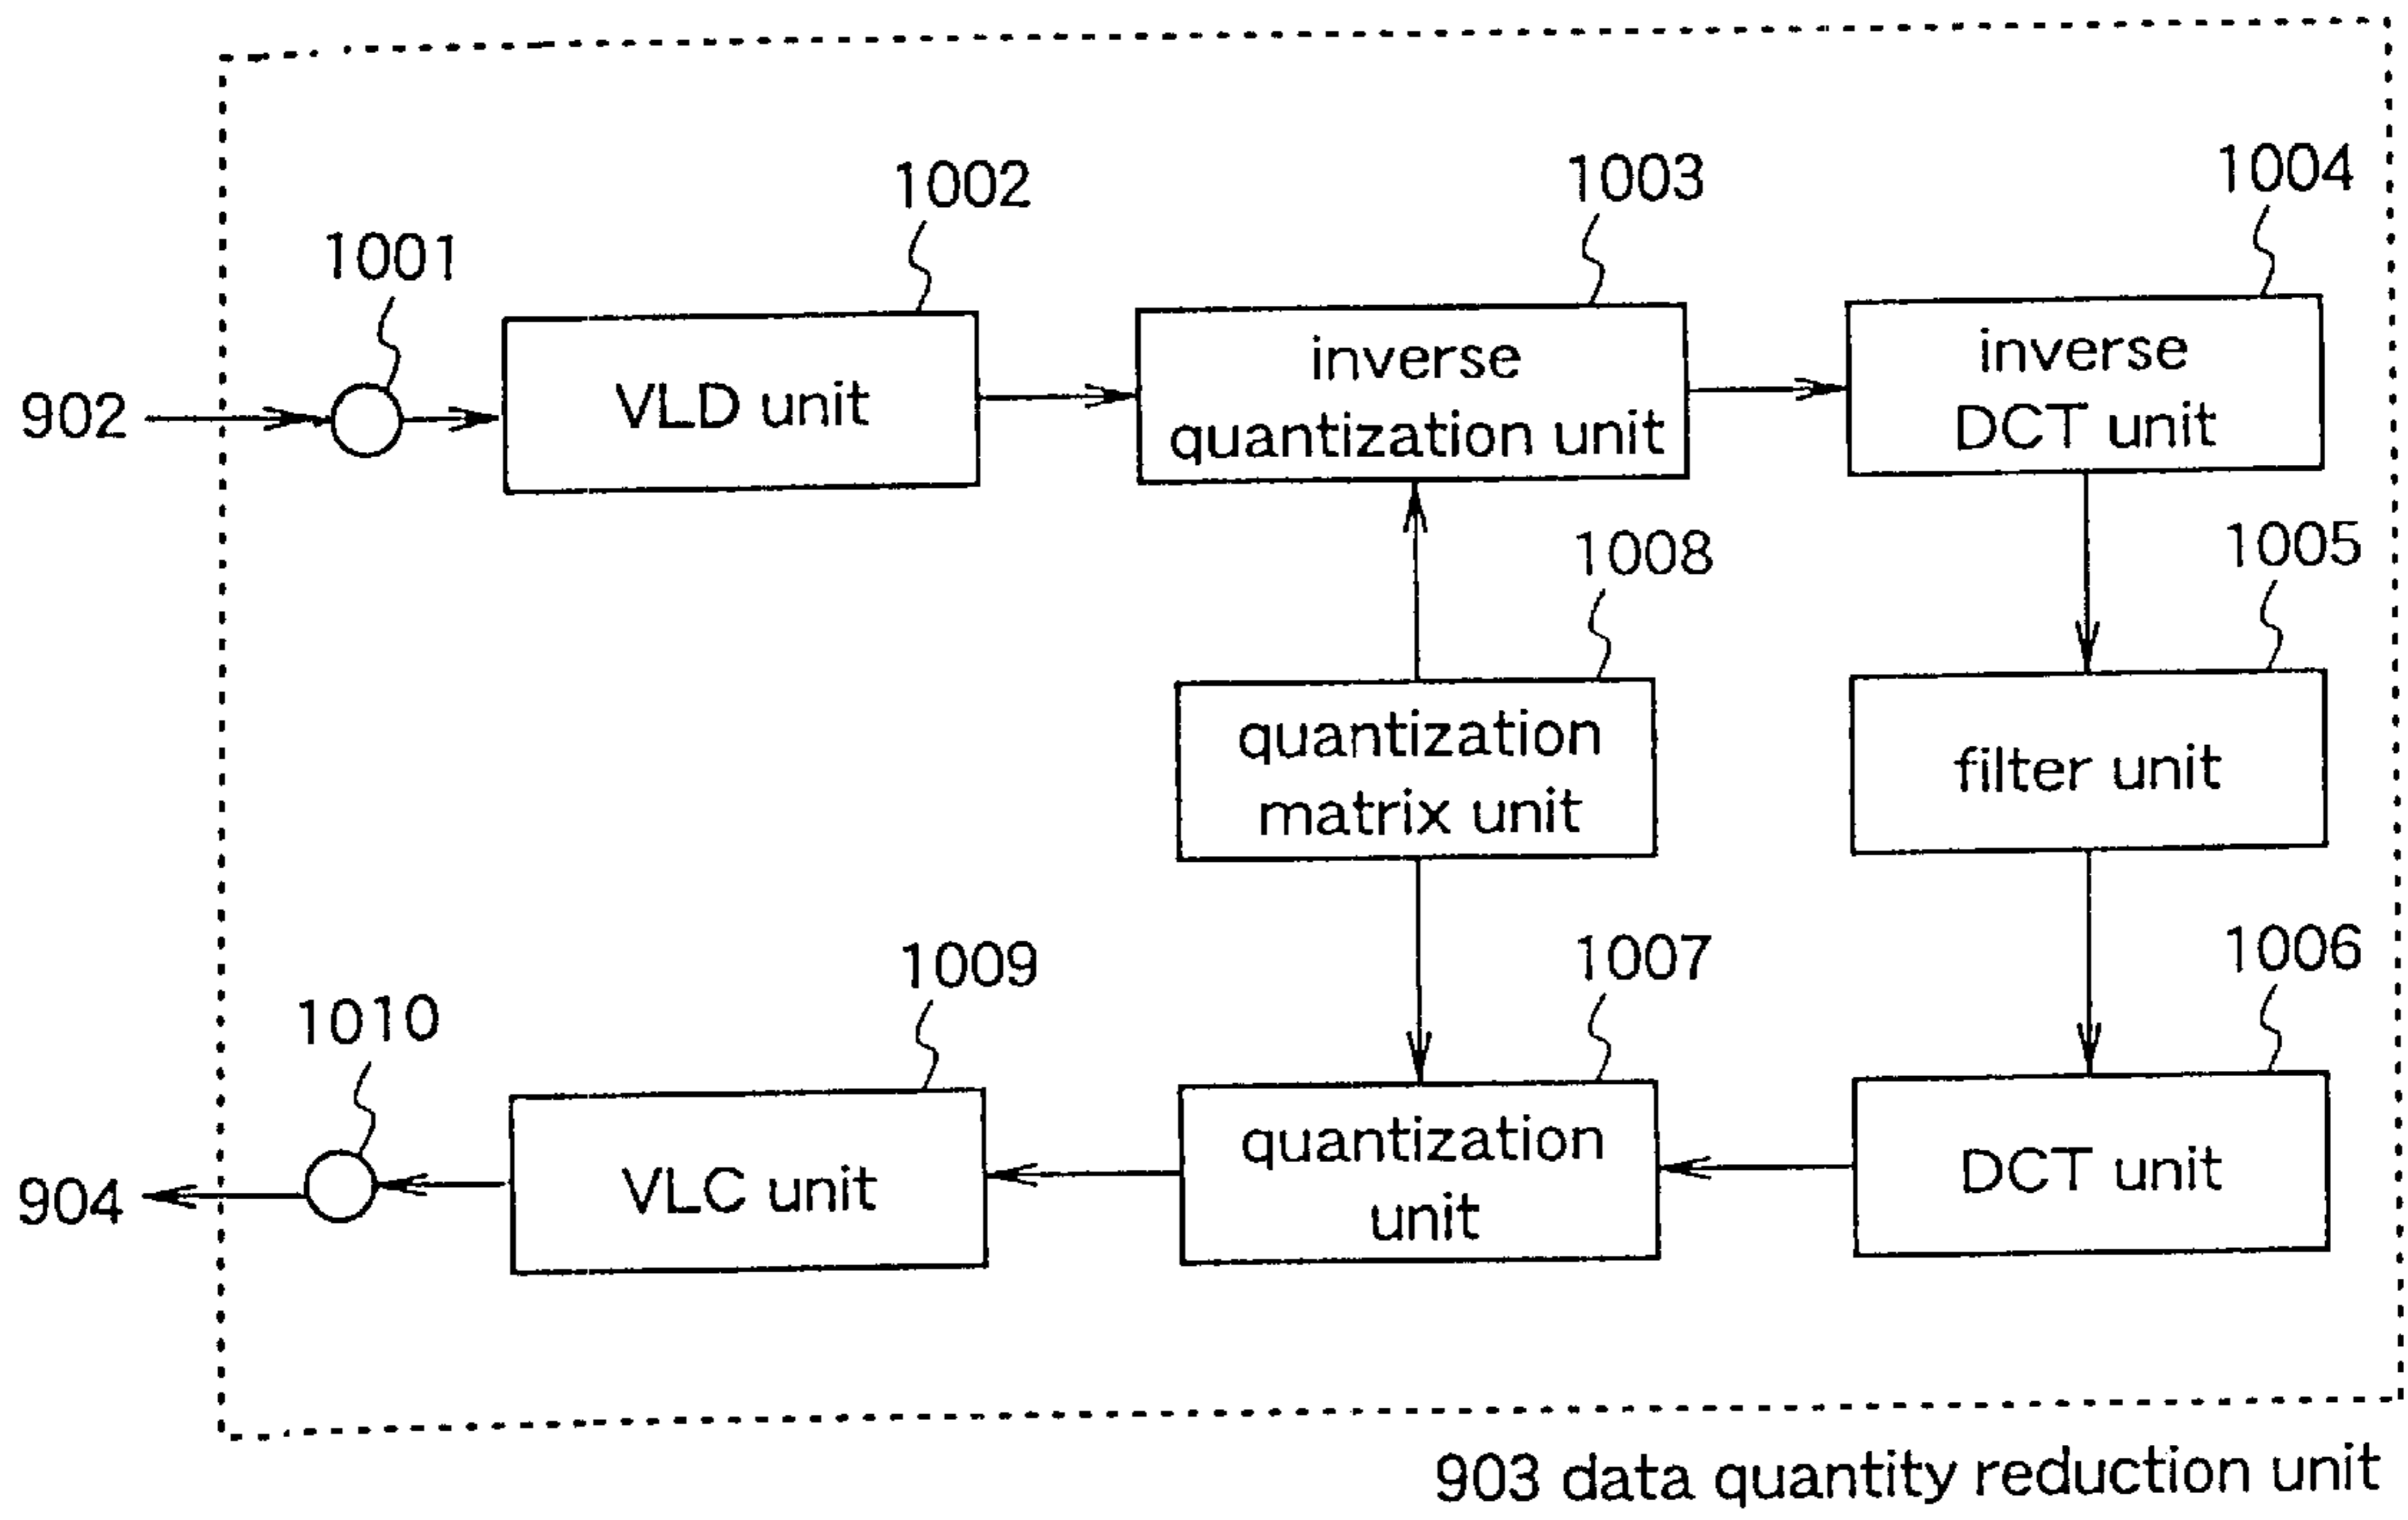 1004
1003
1002
1001
inverse
quantization unit
inverse
DCT unit
VLD unit
902
1008
1005
quantization
matrix unit
filter unit
1009
1007
1006
1010
quantization
unit
DCT unit
VLC unit
904
903 data quantity reduction unit